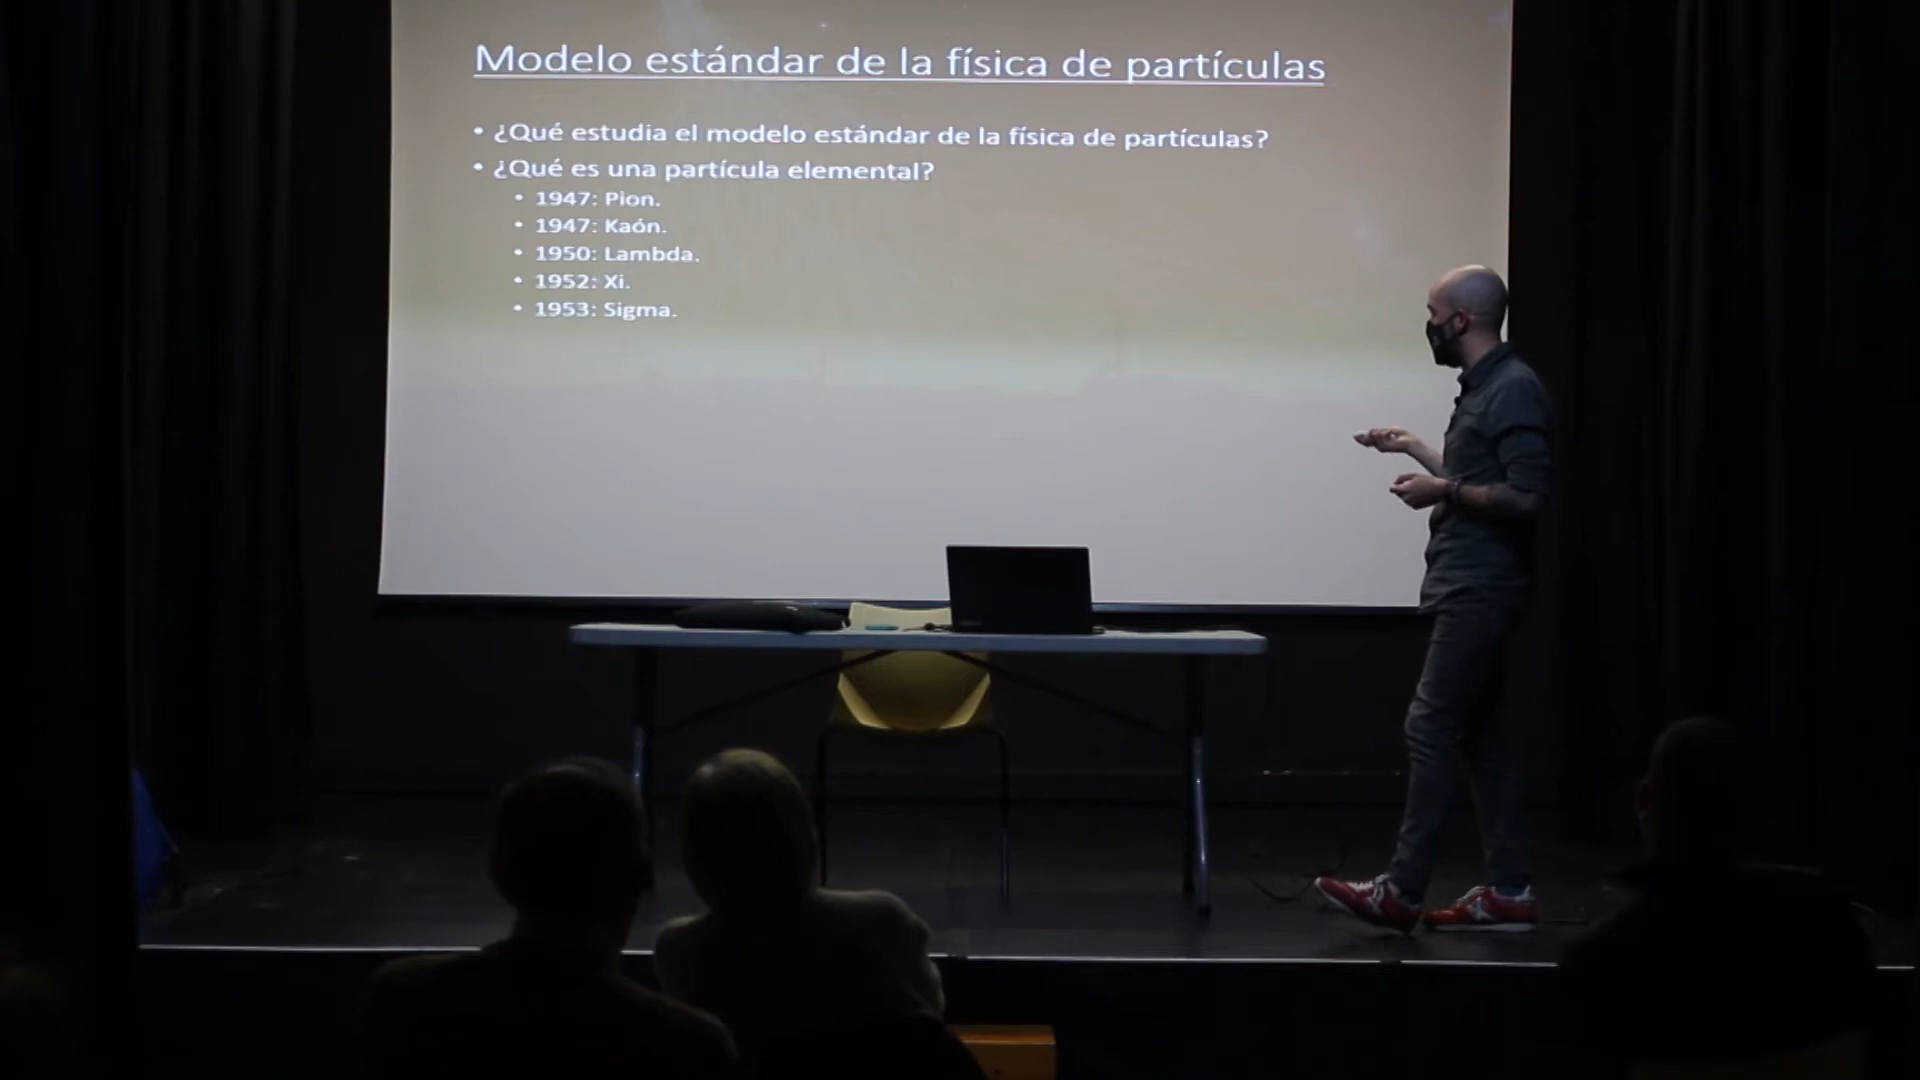 Modelo estándar de la física de partículas
• ¿Qué estudia el modelo estándar de la física de partículas?
• ¿Qué es una partícula elemental?
• 1947: Pion.
• 1947: Kaón.
• 1950: Lambda.
• 1952: Xi.
• 1953: Sigma.